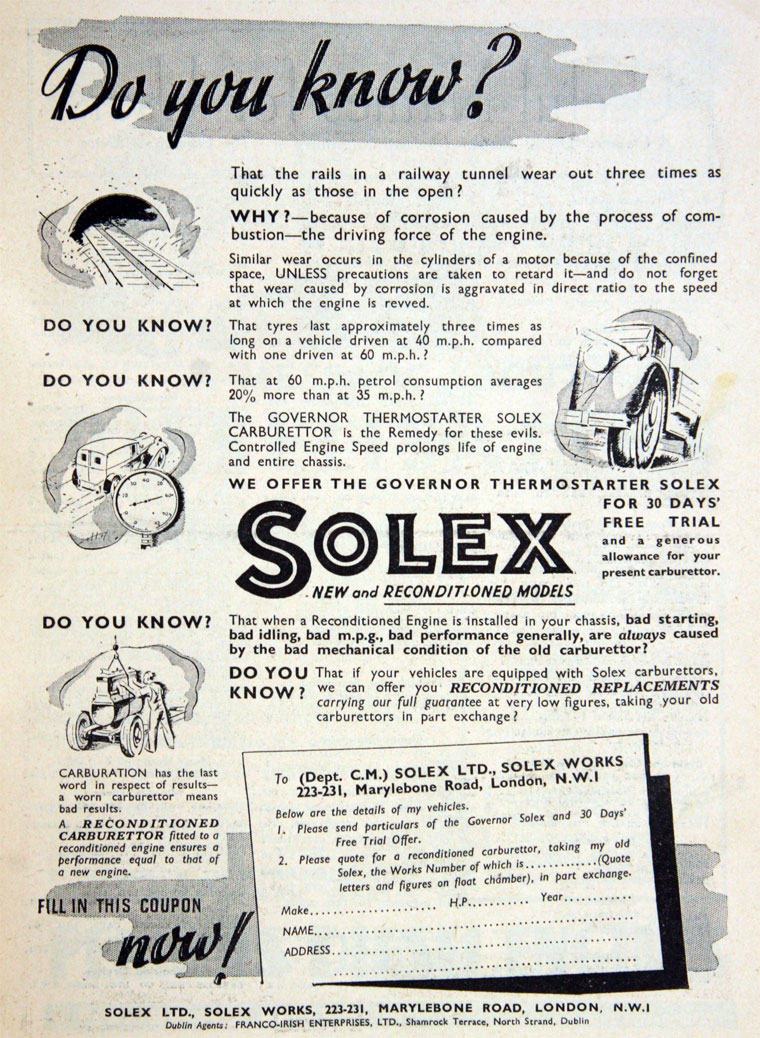 Do you know?
That the rails in a railway tunnel wear out three times as
quickly as those in the open?
WHY?—because of corrosion caused by the process of com-
bustion—the driving force of the engine.
Similar wear occurs in the cylinders of a motor because of the confined
space, UNLESS precautions are taken to retard it—and do not forget
that wear caused by corrosion is aggravated in direct ratio to the speed
at which the engine is revved.
DO YOU KNOW?
That tyres last approximately three times as
long on a vehicle driven at 40 m.p.h. compared
with one driven at 60 m.p.h.?
DO YOU KNOW?
That at 60 m.p.h. petrol consumption averages
20% more than at 35 m.p.h.?
The GOVERNOR THERMOSTARTER SOLEX
CARBURETTOR is the Remedy for these evils.
Controlled Engine Speed prolongs life of engine
and entire chassis.
WE OFFER THE GOVERNOR THERMOSTARTER SOLEX
FOR 30 DAYS'
FREE TRIAL
and a generous
allowance for your
present carburettor.
SOLEX
NEW and RECONDITIONED MODELS
DO YOU KNOW?
That when a Reconditioned Engine is installed in your chassis, bad starting,
bad idling, bad m.p.g., bad performance generally, are always caused
by the bad mechanical condition of the old carburettor?
DO YOU
KNOW?
That if your vehicles are equipped with Solex carburettors,
we can offer you RECONDITIONED REPLACEMENTS
carrying our full guarantee at very low figures, taking your old
carburettors in part exchange?
CARBURATION has the last
word in respect of results—
a worn carburettor means
bad results.
A RECONDITIONED
CARBURETTOR fitted to a
reconditioned engine ensures a
performance equal to that of
a new engine.
FILL IN THIS COUPON
now!
To (Dept. C.M.) SOLEX LTD., SOLEX WORKS
223-231, Marylebone Road, London, N.W.I
Below are the details of my vehicles.
1. Please send particulars of the Governor Solex and 30 Days'
Free Trial Offer.
2. Please quote for a reconditioned carburettor, taking my old
Solex, the Works Number of which is............(Quote
letters and figures on float chamber), in part exchange.
Make...................... H.P........... Year............
NAME..................................................
ADDRESS...............................................
SOLEX LTD., SOLEX WORKS, 223-231, MARYLEBONE ROAD, LONDON, N.W.I
Dublin Agents: FRANCO-IRISH ENTERPRISES, LTD., Shamrock Terrace, North Strand, Dublin